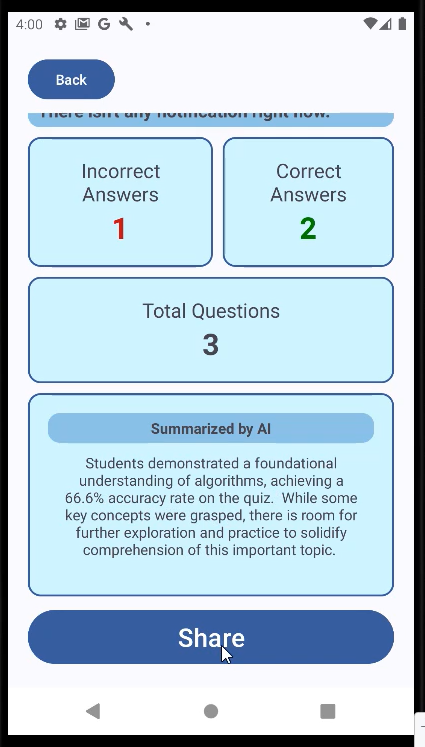 4:00
Back
There isn't any notification right now.
Incorrect
Answers
1
Correct
Answers
2
Total Questions
3
Summarized by AI
Students demonstrated a foundational
understanding of algorithms, achieving a
66.6% accuracy rate on the quiz.  While some
key concepts were grasped, there is room for
further exploration and practice to solidify
comprehension of this important topic.
Share